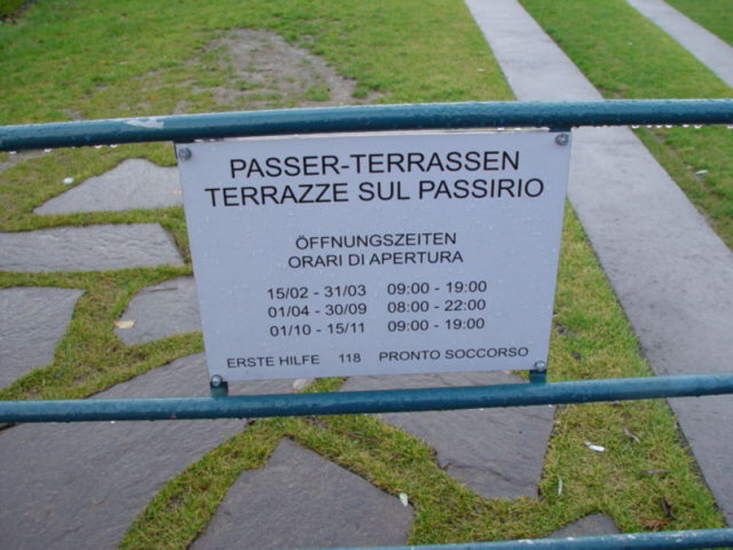 PASSER-TERRASSEN
TERRAZZE SUL PASSIRIO
ÖFFNUNGSZEITEN
ORARI DI APERTURA
15/02 - 31/03 09:00 - 19:00
01/04 - 30/09 08:00 - 22:00
01/10 - 15/11 09:00 - 19:00
ERSTE HILFE 118 PRONTO SOCCORSO